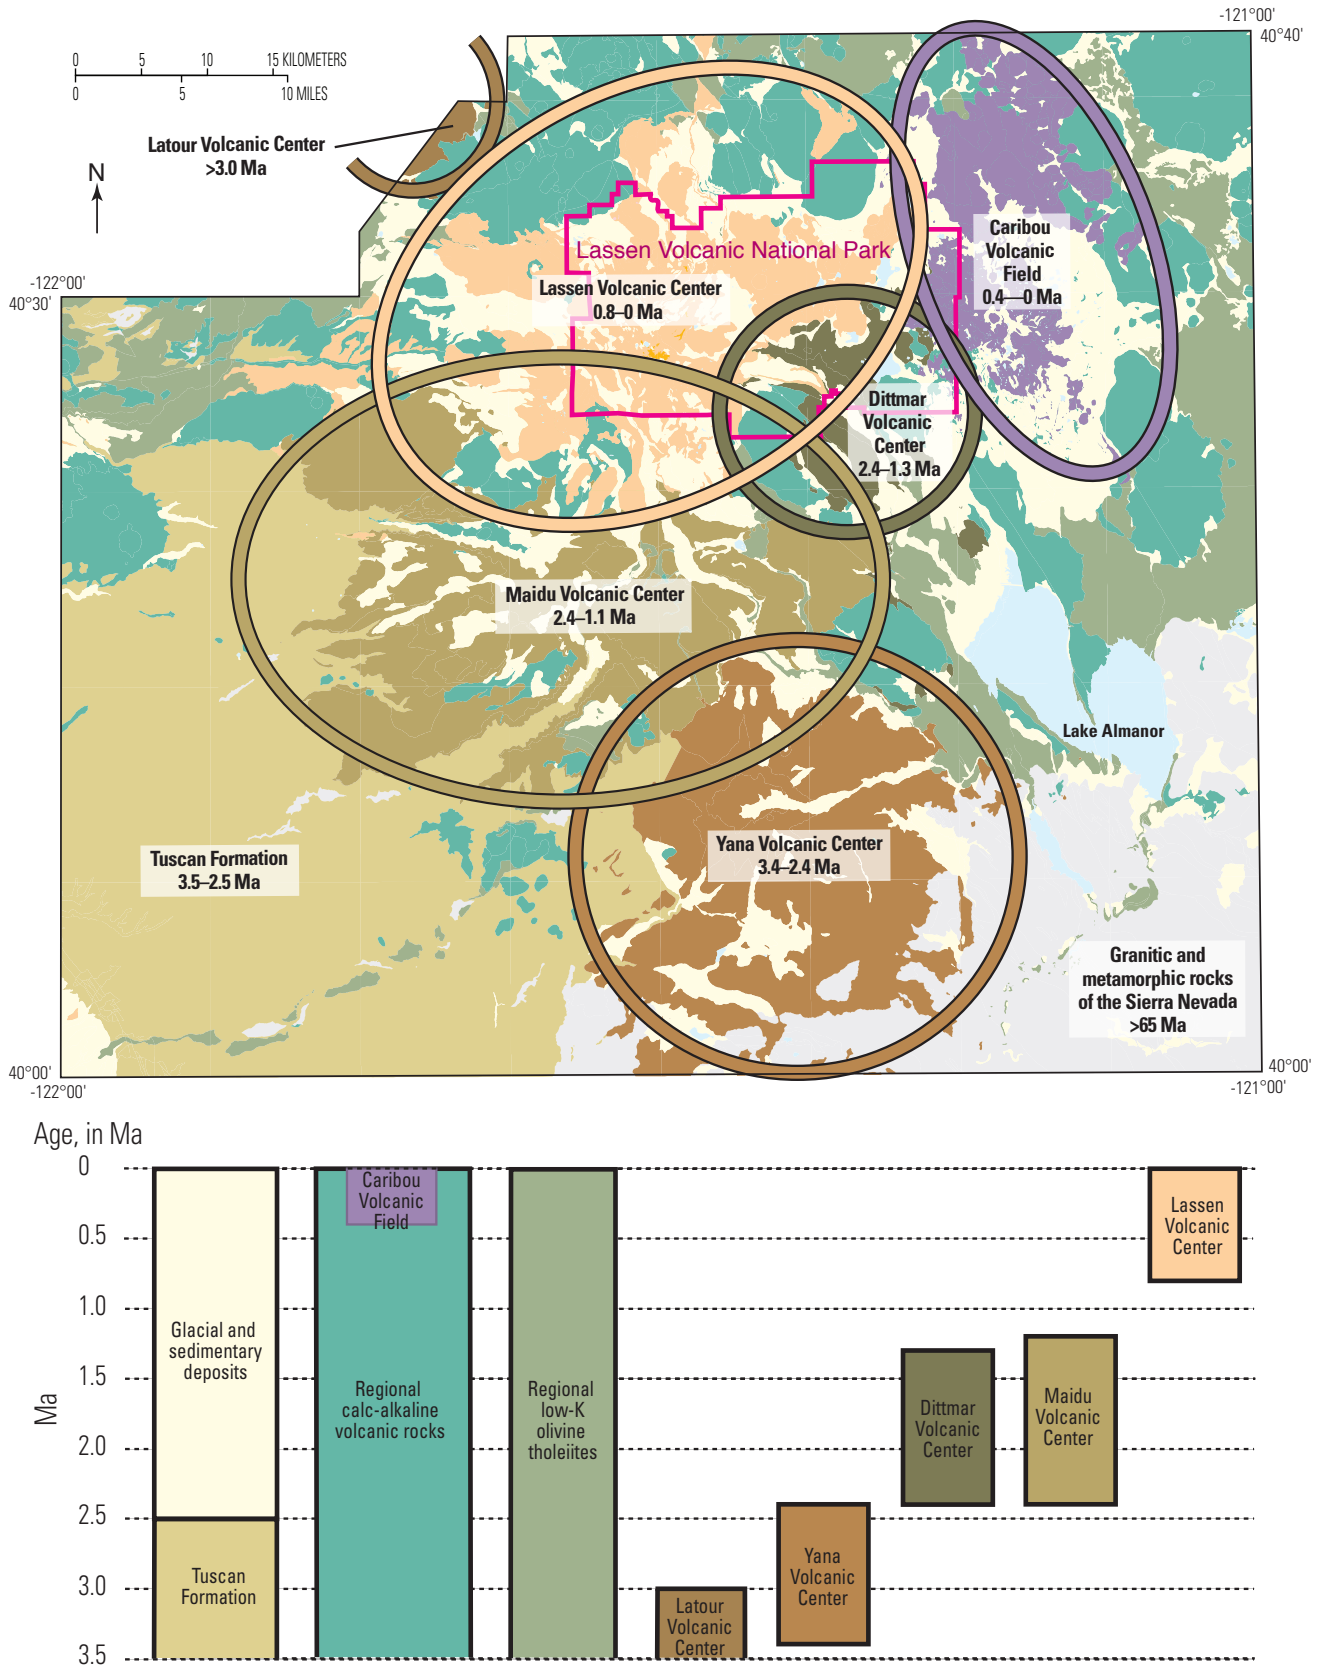 -121°00'
40°40'
0 5 10 15 KILOMETERS
0 5 10 MILES
Latour Volcanic Center
>3.0 Ma
N
Caribou
Volcanic
Field
0.4—0 Ma
Lassen Volcanic National Park
-122°00'
40°30'
Lassen Volcanic Center
0.8–0 Ma
Dittmar
Volcanic
Center
2.4–1.3 Ma
Maidu Volcanic Center
2.4–1.1 Ma
Lake Almanor
Yana Volcanic Center
3.4–2.4 Ma
Tuscan Formation
3.5–2.5 Ma
Granitic and
metamorphic rocks
of the Sierra Nevada
>65 Ma
40°00'
-122°00'
40°00'
-121°00'
Age, in Ma
0
0.5
1.0
1.5
2.0
2.5
3.0
3.5
Ma
Glacial and
sedimentary
deposits
Tuscan
Formation
Caribou
Volcanic
Field
Regional
calc-alkaline
volcanic rocks
Regional
low-K
olivine
tholeiites
Latour
Volcanic
Center
Yana
Volcanic
Center
Dittmar
Volcanic
Center
Maidu
Volcanic
Center
Lassen
Volcanic
Center